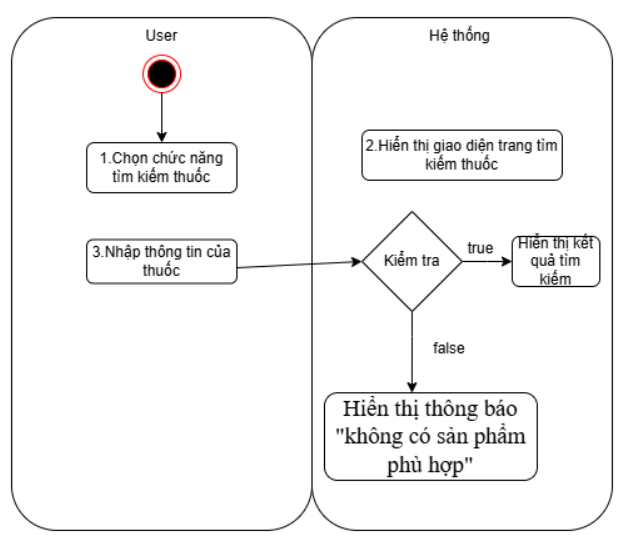 User
Hệ thống
1.Chọn chức năng
tìm kiếm thuốc
2.Hiển thị giao diện trang tìm
kiếm thuốc
3.Nhập thông tin của
thuốc
Kiểm tra
true
Hiển thị kết
quả tìm
kiếm
false
Hiển thị thông báo
"không có sản phẩm
phù hợp"